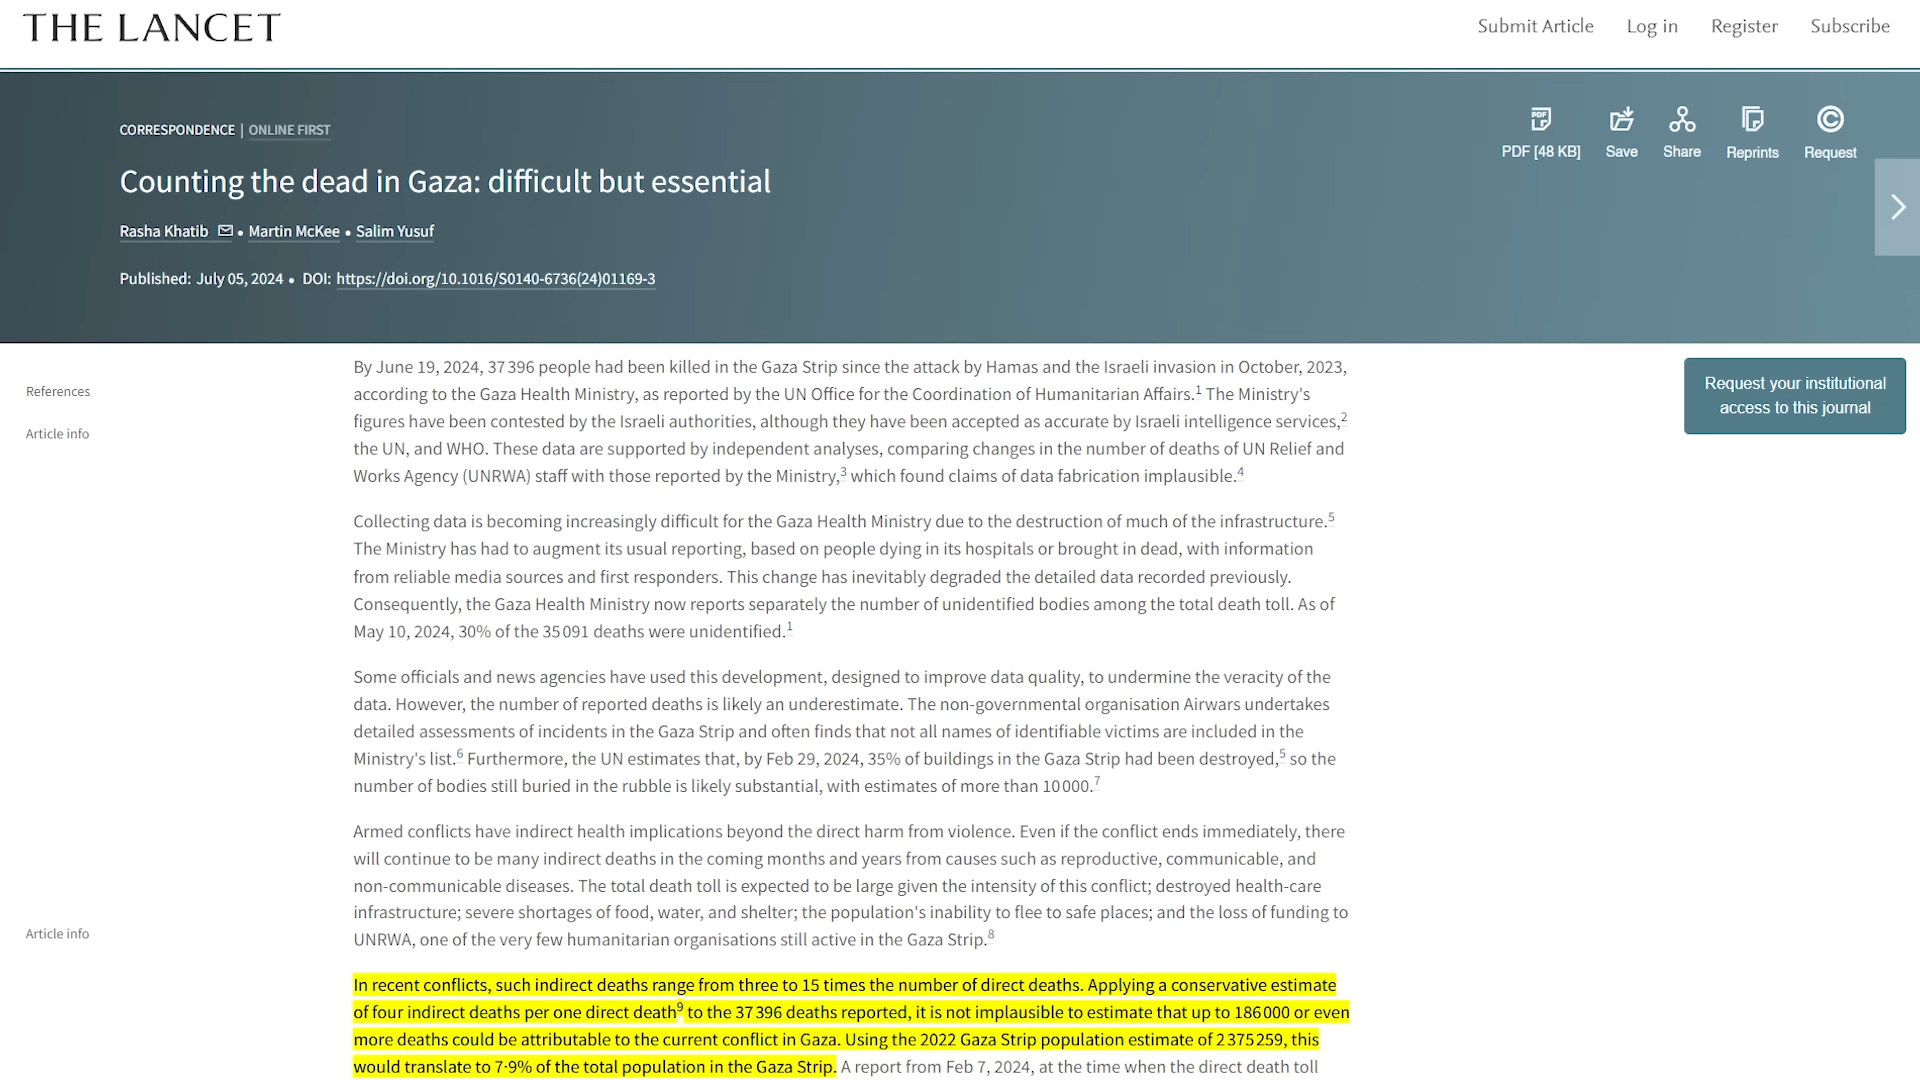 THE LANCET
Submit Article
Log in
Register
Subscribe
CORRESPONDENCE | ONLINE FIRST
Counting the dead in Gaza: difficult but essential
Rasha Khatib • Martin McKee • Salim Yusuf
Published: July 05, 2024 • DOI: https://doi.org/10.1016/S0140-6736(24)01169-3
PDF
PDF [48 KB]
Save
Share
Reprints
Request
References
Article info
Request your institutional
access to this journal
By June 19, 2024, 37 396 people had been killed in the Gaza Strip since the attack by Hamas and the Israeli invasion in October, 2023,
according to the Gaza Health Ministry, as reported by the UN Office for the Coordination of Humanitarian Affairs.1 The Ministry's
figures have been contested by the Israeli authorities, although they have been accepted as accurate by Israeli intelligence services,2
the UN, and WHO. These data are supported by independent analyses, comparing changes in the number of deaths of UN Relief and
Works Agency (UNRWA) staff with those reported by the Ministry,3 which found claims of data fabrication implausible.4
Collecting data is becoming increasingly difficult for the Gaza Health Ministry due to the destruction of much of the infrastructure.5
The Ministry has had to augment its usual reporting, based on people dying in its hospitals or brought in dead, with information
from reliable media sources and first responders. This change has inevitably degraded the detailed data recorded previously.
Consequently, the Gaza Health Ministry now reports separately the number of unidentified bodies among the total death toll. As of
May 10, 2024, 30% of the 35 091 deaths were unidentified.1
Some officials and news agencies have used this development, designed to improve data quality, to undermine the veracity of the
data. However, the number of reported deaths is likely an underestimate. The non-governmental organisation Airwars undertakes
detailed assessments of incidents in the Gaza Strip and often finds that not all names of identifiable victims are included in the
Ministry's list.6 Furthermore, the UN estimates that, by Feb 29, 2024, 35% of buildings in the Gaza Strip had been destroyed,5 so the
number of bodies still buried in the rubble is likely substantial, with estimates of more than 10 000.7
Armed conflicts have indirect health implications beyond the direct harm from violence. Even if the conflict ends immediately, there
will continue to be many indirect deaths in the coming months and years from causes such as reproductive, communicable, and
non-communicable diseases. The total death toll is expected to be large given the intensity of this conflict; destroyed health-care
infrastructure; severe shortages of food, water, and shelter; the population's inability to flee to safe places; and the loss of funding to
UNRWA, one of the very few humanitarian organisations still active in the Gaza Strip.8
Article info
In recent conflicts, such indirect deaths range from three to 15 times the number of direct deaths. Applying a conservative estimate
of four indirect deaths per one direct death9 to the 37 396 deaths reported, it is not implausible to estimate that up to 186 000 or even
more deaths could be attributable to the current conflict in Gaza. Using the 2022 Gaza Strip population estimate of 2 375 259, this
would translate to 7·9% of the total population in the Gaza Strip. A report from Feb 7, 2024, at the time when the direct death toll